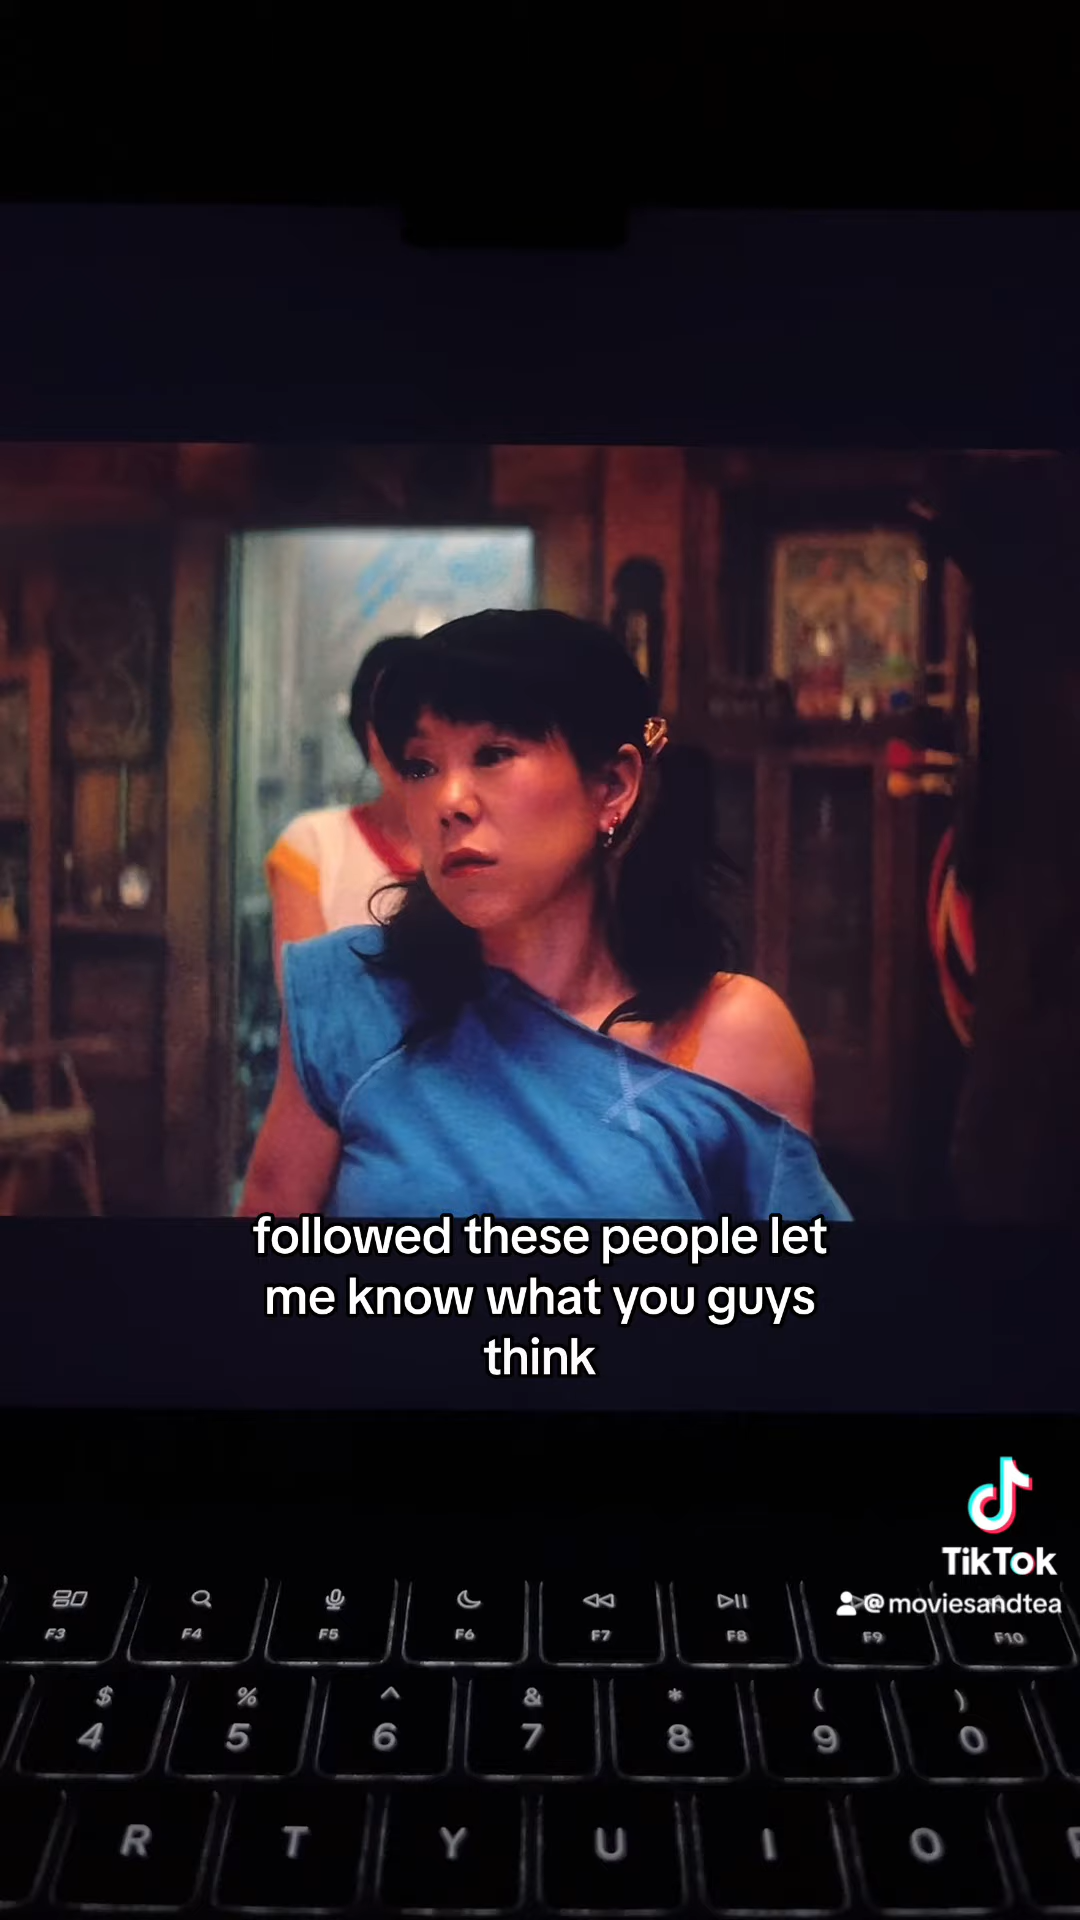 followed these people let
me know what you guys
think
TikTok
@moviesandtea
F3 F4 F5 F6 F7 F8 F9 F10
$ % ^ & * ( )
4 5 6 7 8 9 0
R T Y U I O P